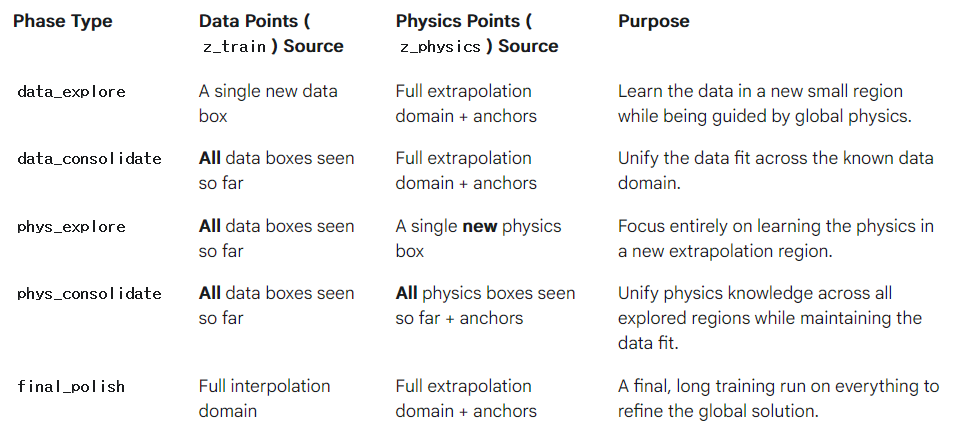 Phase Type
Data Points (
z_train ) Source
Physics Points (
z_physics ) Source
Purpose
data_explore
A single new data
box
Full extrapolation
domain + anchors
Learn the data in a new small region
while being guided by global physics.
data_consolidate
All data boxes seen
so far
Full extrapolation
domain + anchors
Unify the data fit across the known data
domain.
phys_explore
All data boxes seen
so far
A single new physics
box
Focus entirely on learning the physics in
a new extrapolation region.
phys_consolidate
All data boxes seen
so far
All physics boxes seen
so far + anchors
Unify physics knowledge across all
explored regions while maintaining the
data fit.
final_polish
Full interpolation
domain
Full extrapolation
domain + anchors
A final, long training run on everything to
refine the global solution.